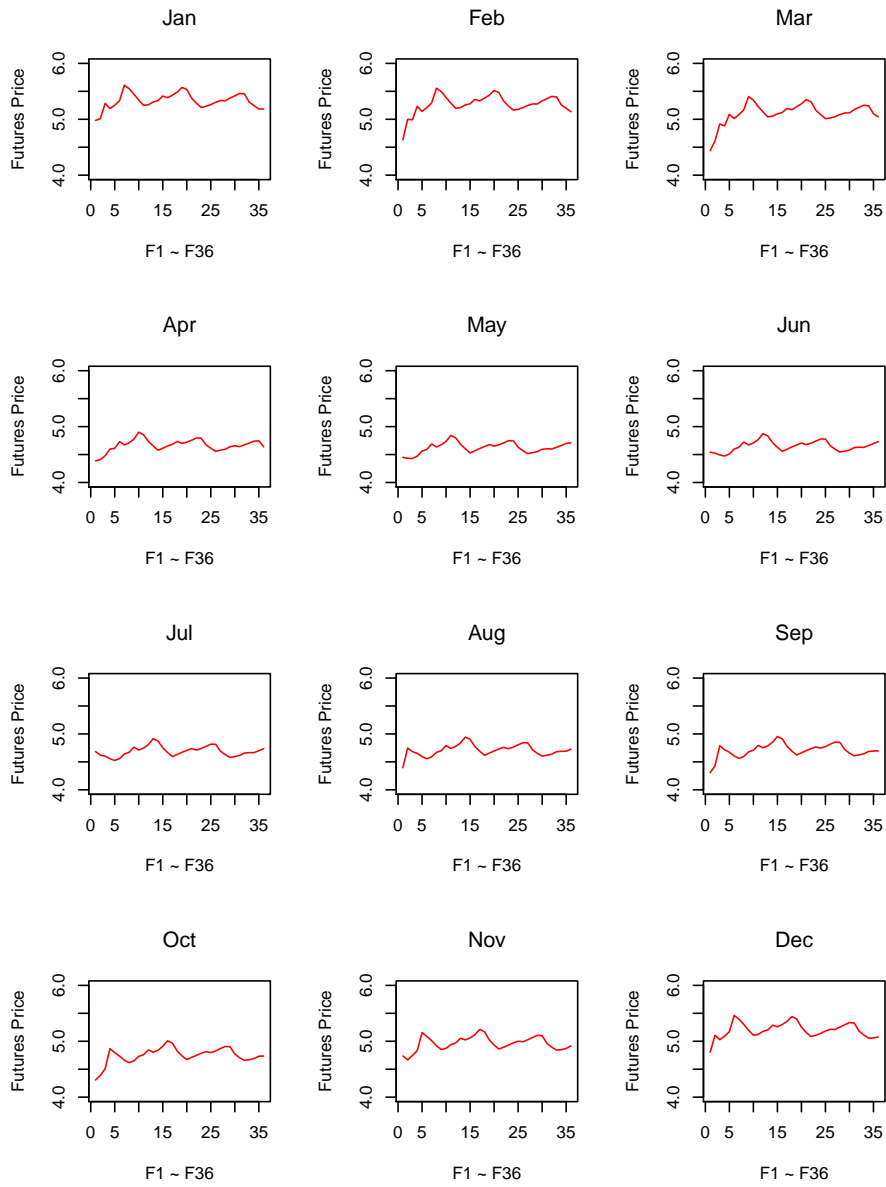 Jan Feb Mar
Futures Price 4.0 5.0 6.0 Futures Price 4.0 5.0 6.0 Futures Price 4.0 5.0 6.0
0 5 15 25 35 0 5 15 25 35 0 5 15 25 35
F1 ~ F36 F1 ~ F36 F1 ~ F36
Apr May Jun
Futures Price 4.0 5.0 6.0 Futures Price 4.0 5.0 6.0 Futures Price 4.0 5.0 6.0
0 5 15 25 35 0 5 15 25 35 0 5 15 25 35
F1 ~ F36 F1 ~ F36 F1 ~ F36
Jul Aug Sep
Futures Price 4.0 5.0 6.0 Futures Price 4.0 5.0 6.0 Futures Price 4.0 5.0 6.0
0 5 15 25 35 0 5 15 25 35 0 5 15 25 35
F1 ~ F36 F1 ~ F36 F1 ~ F36
Oct Nov Dec
Futures Price 4.0 5.0 6.0 Futures Price 4.0 5.0 6.0 Futures Price 4.0 5.0 6.0
0 5 15 25 35 0 5 15 25 35 0 5 15 25 35
F1 ~ F36 F1 ~ F36 F1 ~ F36